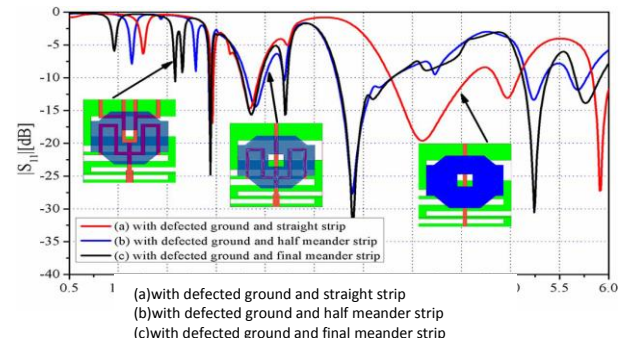 0
-5
-10
-15
-20
-25
-30
-35
-40
|S11|[dB]
(a) with defected ground and straight strip
(b) with defected ground and half meander strip
(c) with defected ground and final meander strip
0.5 1 5.5 6.0
(a)with defected ground and straight strip
(b)with defected ground and half meander strip
(c)with defected ground and final meander strip